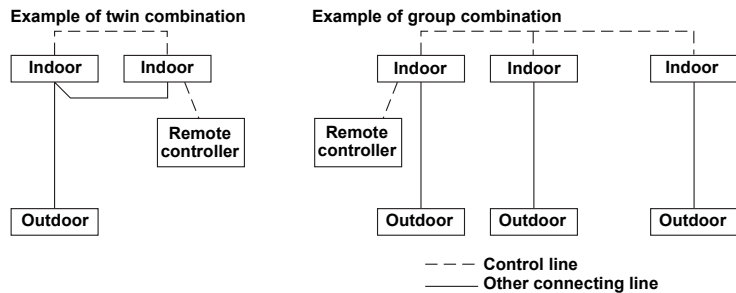 Example of twin combination
Indoor
Indoor
Remote
controller
Outdoor
Example of group combination
Indoor
Indoor
Indoor
Remote
controller
Outdoor
Outdoor
Outdoor
Control line
Other connecting line